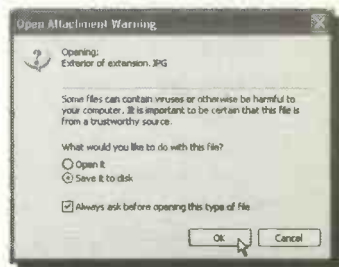 Open Attachment Warning
Opening:
Exterior of extension.JPG
Some files can contain viruses or otherwise be harmful to
your computer. It is important to be certain that this file is
from a trustworthy source.
What would you like to do with this file?
Open it
Save it to disk
Always ask before opening this type of file
OK
Cancel